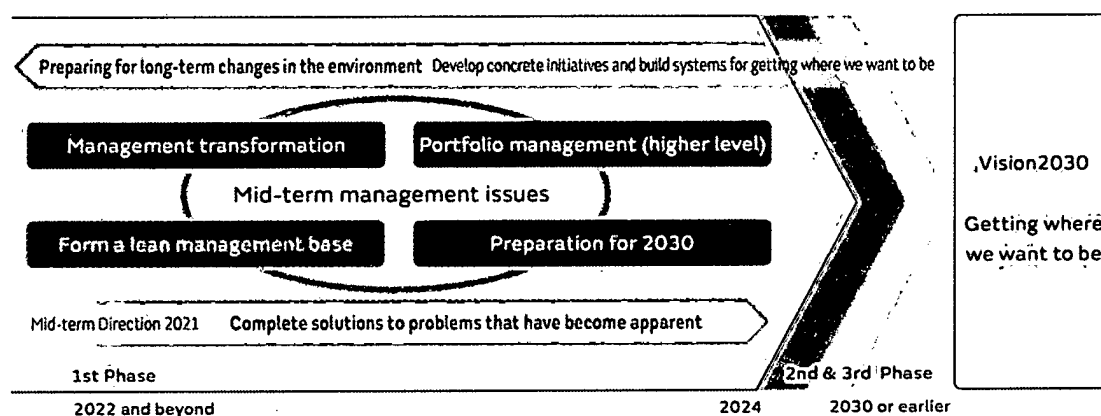 Preparing for long-term changes in the environment Develop concrete initiatives and build systems for getting where we want to be
Management transformation
Portfolio management (higher level)
Mid-term management issues
Form a lean management base
Preparation for 2030
Mid-term Direction 2021 Complete solutions to problems that have become apparent
1st Phase
2nd & 3rd Phase
2022 and beyond
2024
2030 or earlier
Vision2030
Getting where
we want to be